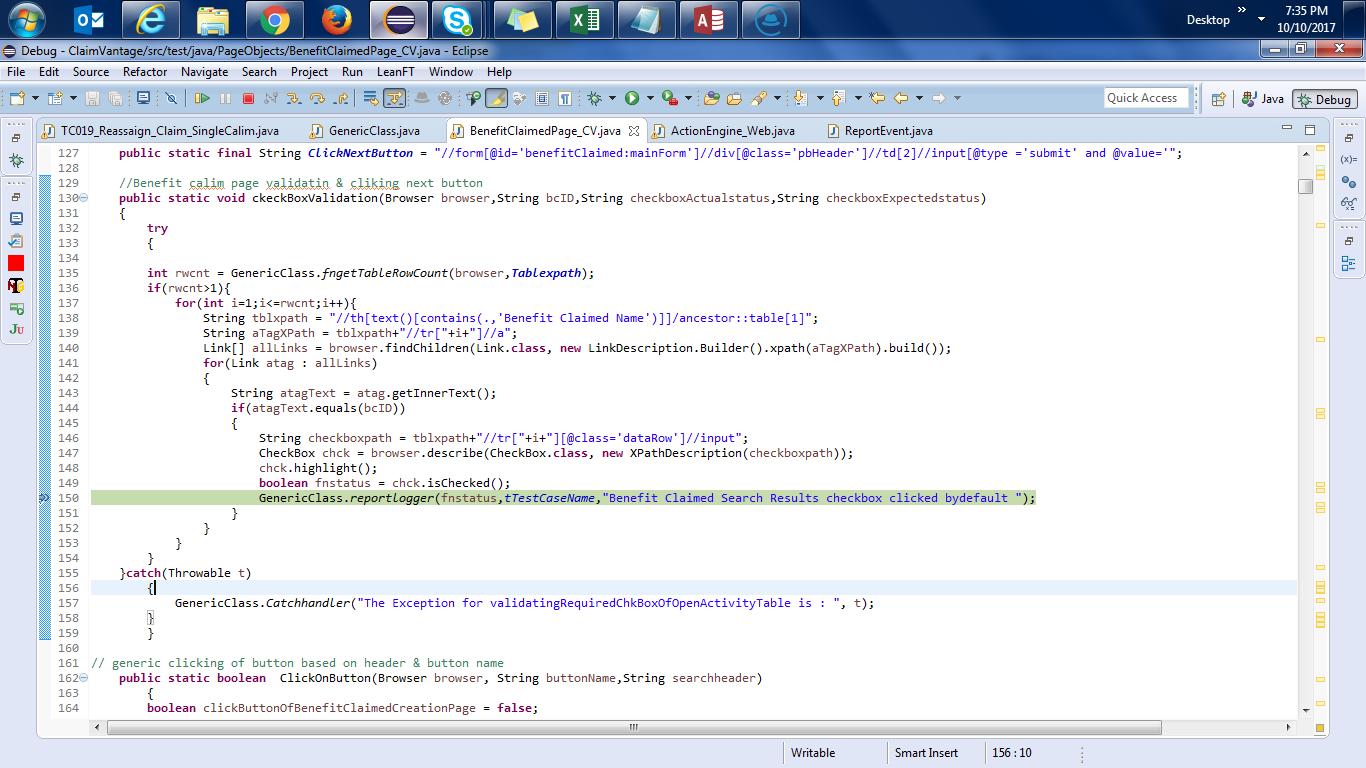 Desktop
»
7:35 PM
10/10/2017
Debug - ClaimVantage/src/test/java/PageObjects/BenefitClaimedPage_CV.java - Eclipse
File Edit Source Refactor Navigate Search Project Run LeanFT Window Help
Quick Access
Java
Debug
TC019_Reassaign_Claim_SingleCalim.java GenericClass.java BenefitClaimedPage_CV.java ActionEngine_Web.java ReportEvent.java
127 public static final String ClickNextButton = "//form[@id='benefitClaimed:mainForm']//div[@class='pbHeader']//td[2]//input[@type ='submit' and @value='";
128
129 //Benefit calim page validatin & cliking next button
130 public static void ckeckBoxValidation(Browser browser,String bcID,String checkboxActualstatus,String checkboxExpectedstatus)
131 {
132 try
133 {
134
135 int rwcnt = GenericClass.fngetTableRowCount(browser,Tablexpath);
136 if(rwcnt>1){
137 for(int i=1;i<=rwcnt;i++){
138 String tblxpath = "//th[text()[contains(.,'Benefit Claimed Name')]]/ancestor::table[1]";
139 String aTagXPath = tblxpath+"//tr["+i+"]//a";
140 Link[] allLinks = browser.findChildren(Link.class, new LinkDescription.Builder().xpath(aTagXPath).build());
141 for(Link atag : allLinks)
142 {
143 String atagText = atag.getInnerText();
144 if(atagText.equals(bcID))
145 {
146 String checkboxpath = tblxpath+"//tr["+i+"][@class='dataRow']//input";
147 CheckBox chck = browser.describe(CheckBox.class, new XPathDescription(checkboxpath));
148 chck.highlight();
149 boolean fnstatus = chck.isChecked();
150 GenericClass.reportlogger(fnstatus,tTestCaseName,"Benefit Claimed Search Results checkbox clicked bydefault ");
151 }
152 }
153 }
154 }
155 }catch(Throwable t)
156 {
157 GenericClass.Catchhandler("The Exception for validatingRequiredChkBoxOfOpenActivityTable is : ", t);
158 }
159 }
160
161 // generic clicking of button based on header & button name
162 public static boolean ClickOnButton(Browser browser, String buttonName,String searchheader)
163 {
164 boolean clickButtonOfBenefitClaimedCreationPage = false;
Writable Smart Insert 156 : 10